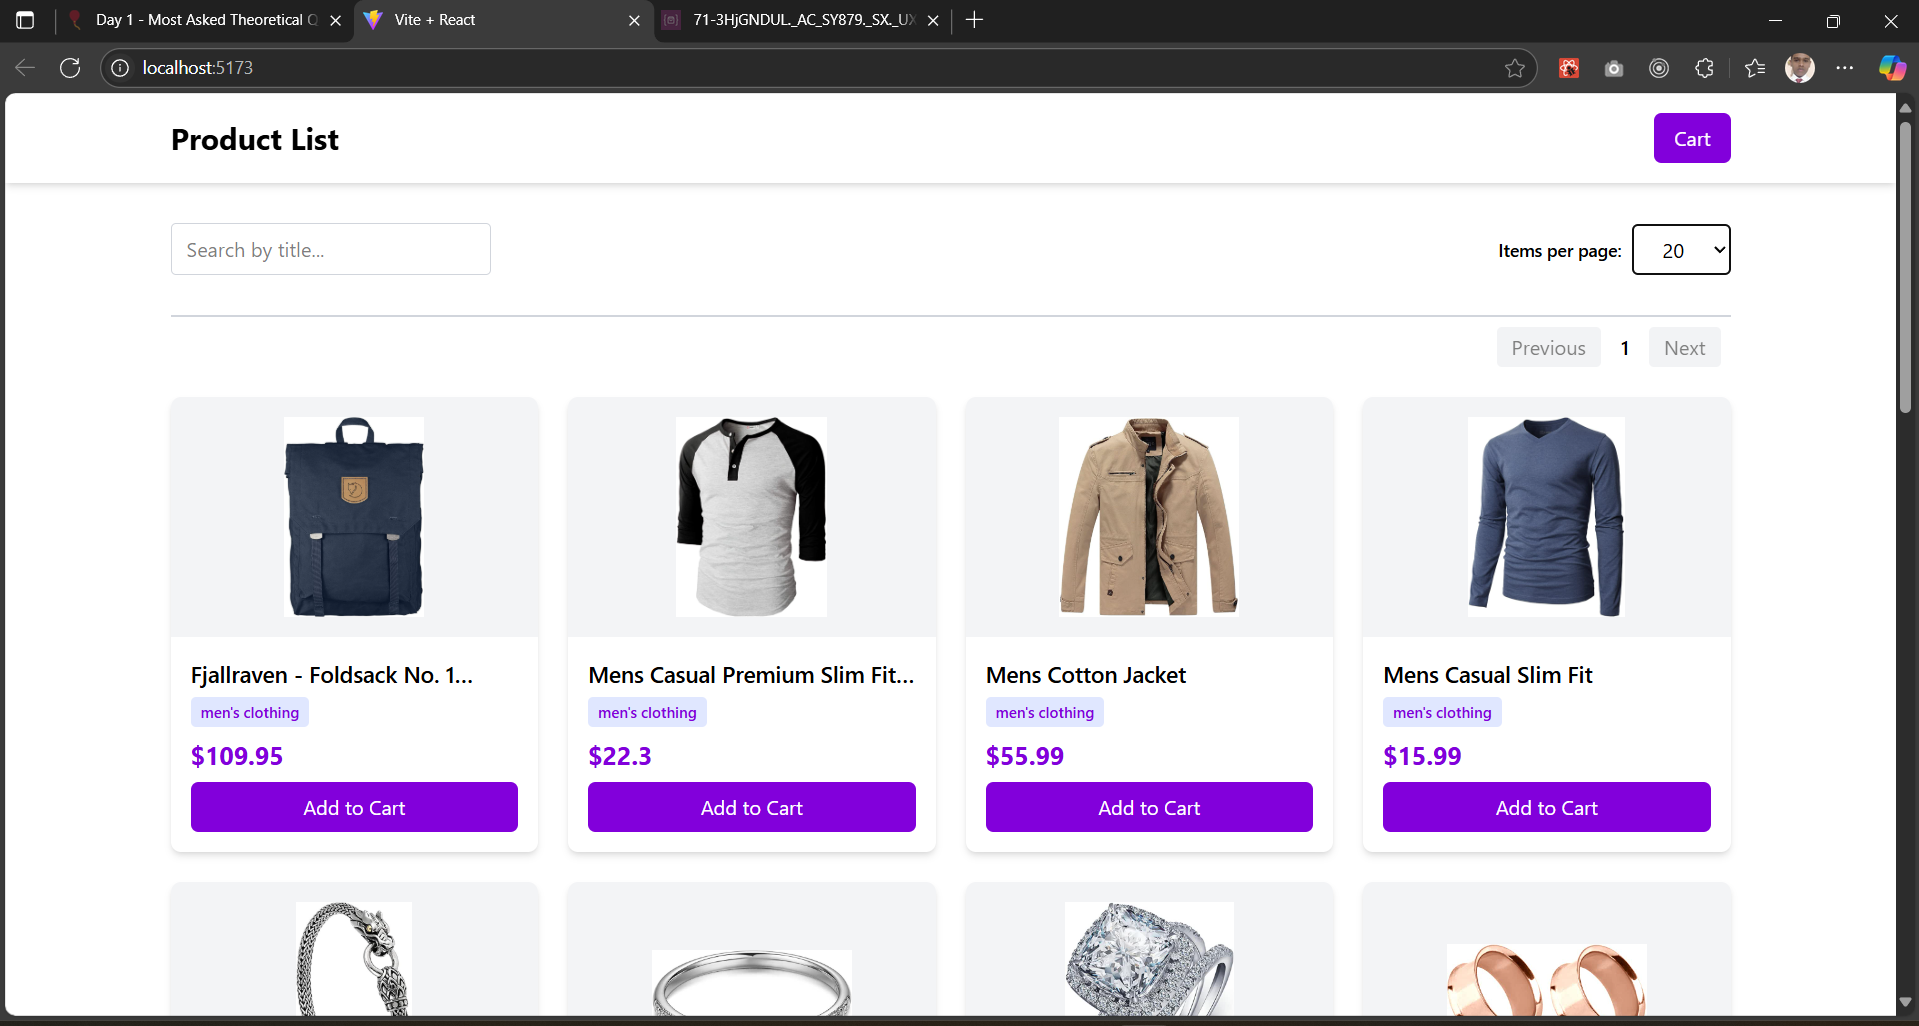 Day 1 - Most Asked Theoretical Q
Vite + React
71-3HjGNDUL._AC_SY879._SX._UX
localhost:5173
Product List
Cart
Search by title...
Items per page:
20
Previous
1
Next
Fjallraven - Foldsack No. 1...
Mens Casual Premium Slim Fit...
Mens Cotton Jacket
Mens Casual Slim Fit
men's clothing
men's clothing
men's clothing
men's clothing
$109.95
$22.3
$55.99
$15.99
Add to Cart
Add to Cart
Add to Cart
Add to Cart